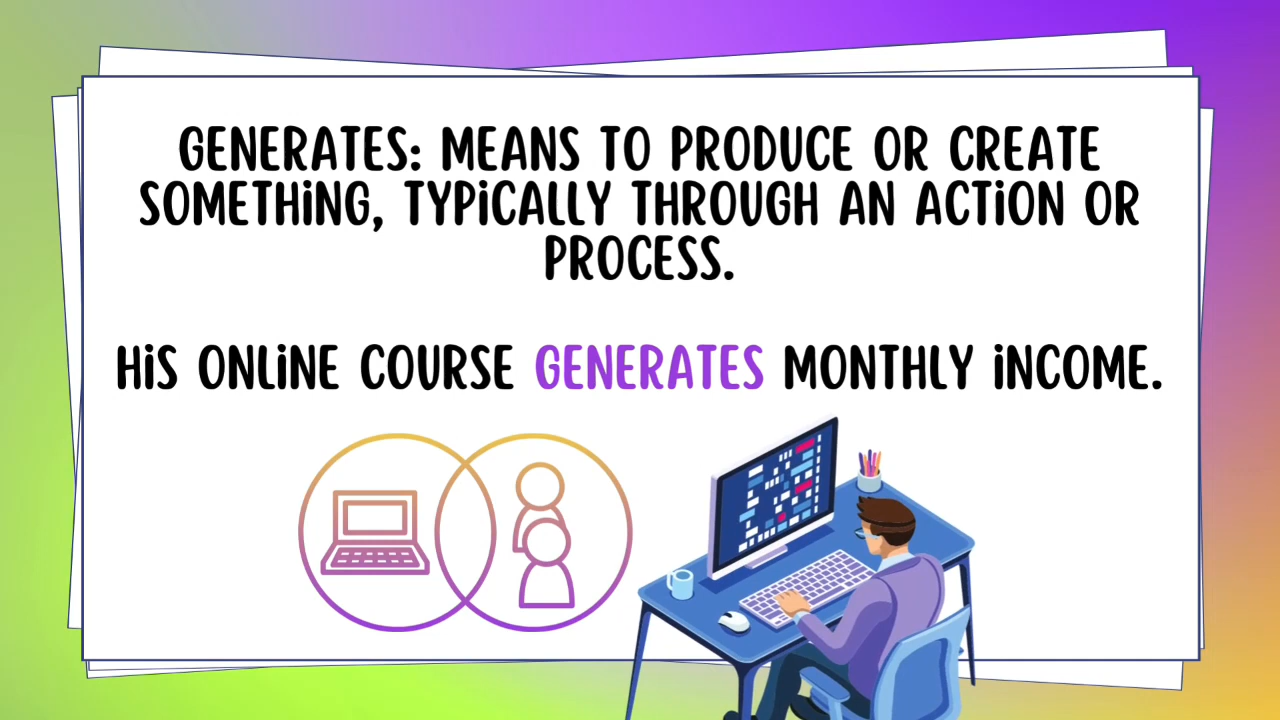 GENERATES: MEANS TO PRODUCE OR CREATE
SOMETHiNG, TYPiCALLY THROUGH AN ACTiON OR
PROCESS.
HiS ONLiNE COURSE GENERATES MONTHLY iNCOME.